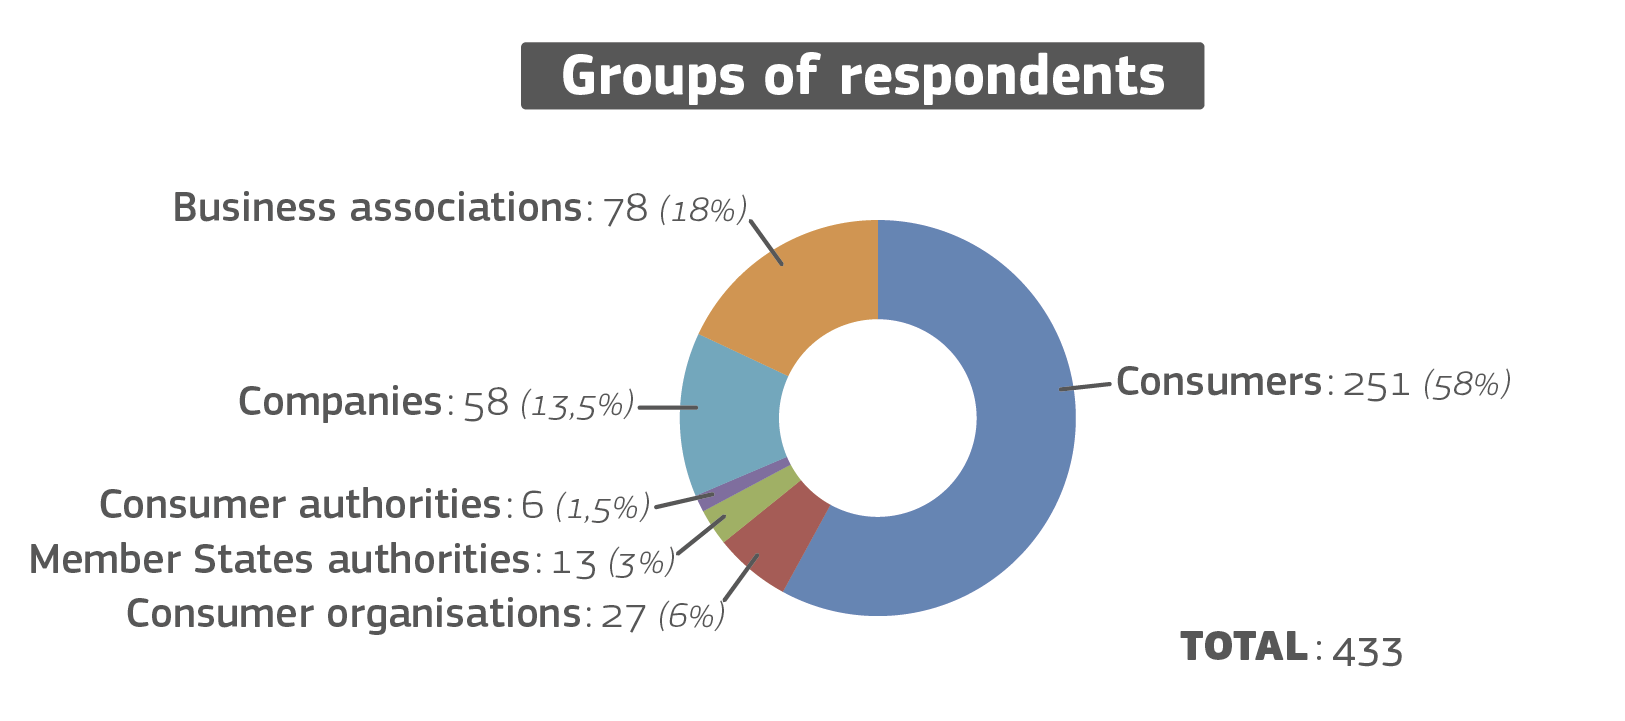 Groups of respondents
Business associations: 78 (18%)
Consumers: 251 (58%)
Companies: 58 (13,5%)
Consumer authorities: 6 (1,5%)
Member States authorities: 13 (3%)
Consumer organisations: 27 (6%)
TOTAL: 433